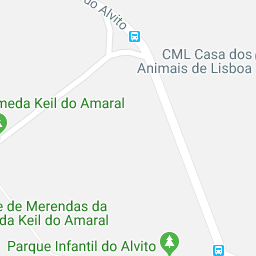 do Alvito
CML Casa dos
Animais de Lisboa
meda Keil do Amaral
e de Merendas da
da Keil do Amaral
Parque Infantil do Alvito